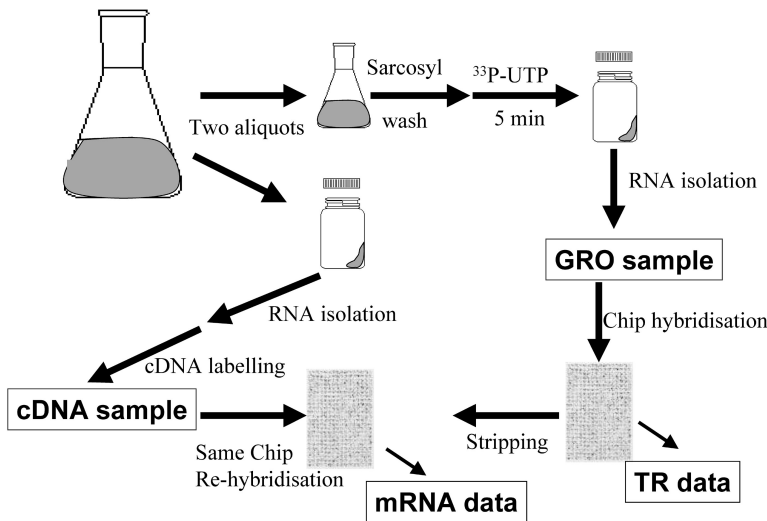 Sarcosyl
wash
³³P-UTP
5 min
Two aliquots
RNA isolation
GRO sample
RNA isolation
Chip hybridisation
cDNA labelling
cDNA sample
Same Chip
Re-hybridisation
Stripping
mRNA data
TR data